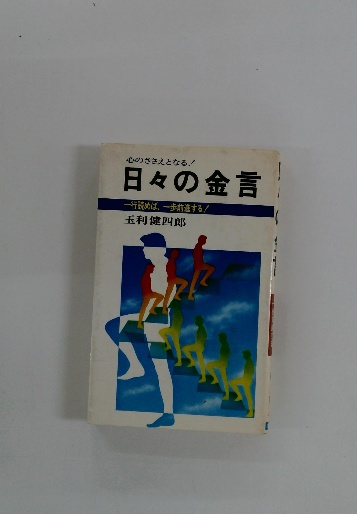 心のささえとなる!
日々の金言
一行読めば、一歩前進する!
玉利健四郎